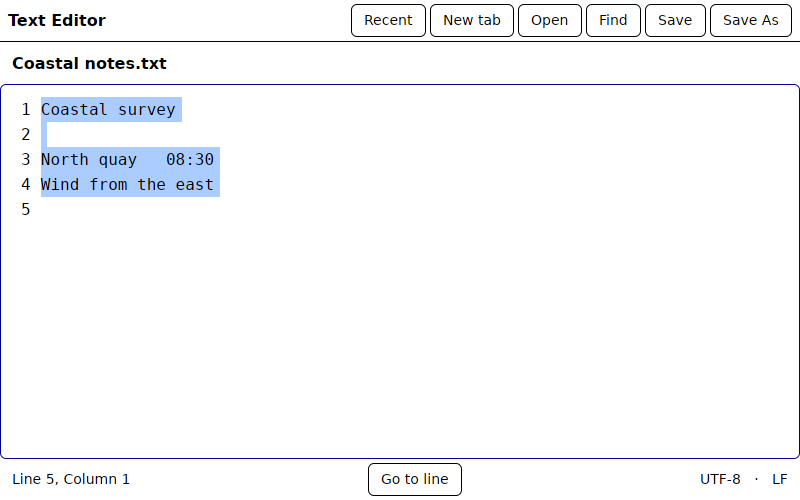 Text Editor
Recent New tab Open Find Save Save As
Coastal notes.txt
1 Coastal survey
2
3 North quay   08:30
4 Wind from the east
5
Line 5, Column 1 Go to line UTF-8 · LF